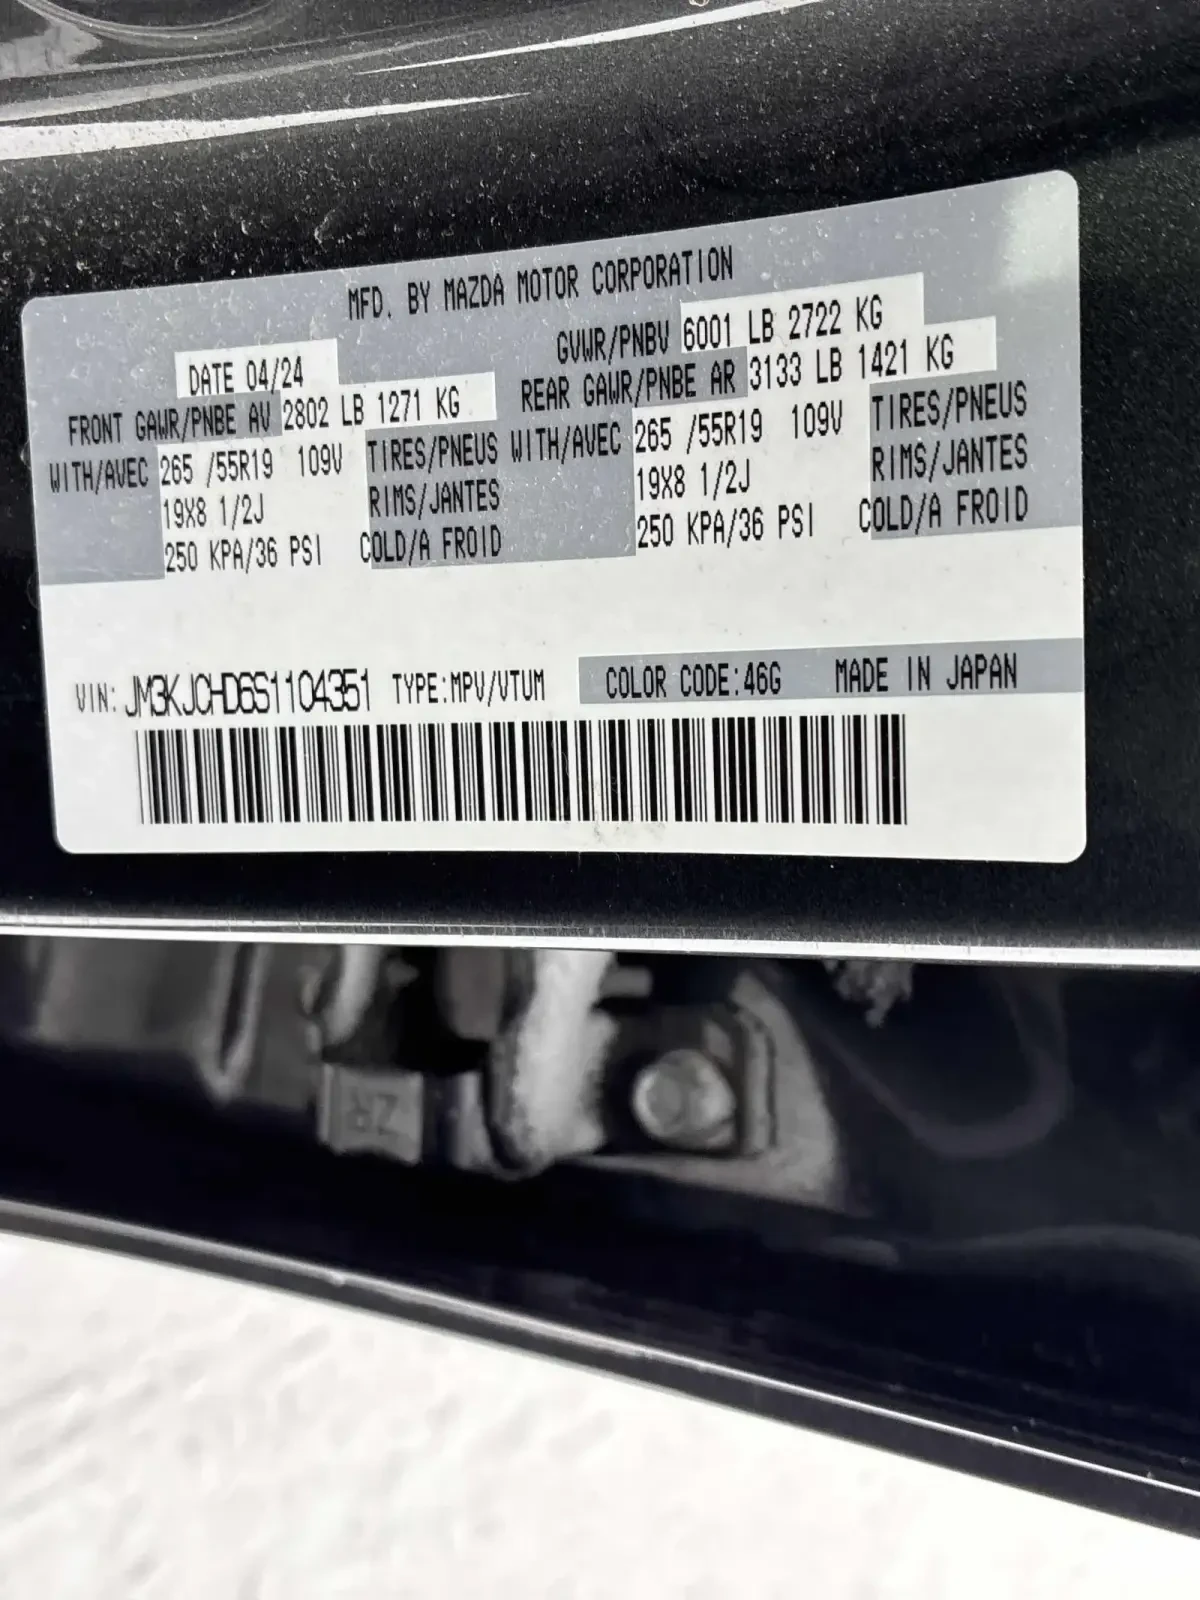 MFD. BY MAZDA MOTOR CORPORATION
DATE 04/24 GVWR/PNBV 6001 LB 2722 KG
FRONT GAWR/PNBE AV 2802 LB 1271 KG REAR GAWR/PNBE AR 3133 LB 1421 KG
WITH/AVEC 265 /55R19 109V TIRES/PNEUS WITH/AVEC 265 /55R19 109V TIRES/PNEUS
19X8 1/2J RIMS/JANTES 19X8 1/2J RIMS/JANTES
250 KPA/36 PSI COLD/A FROID 250 KPA/36 PSI COLD/A FROID
VIN: JM3KJCHD6S1104351 TYPE:MPV/VTUM COLOR CODE:46G MADE IN JAPAN